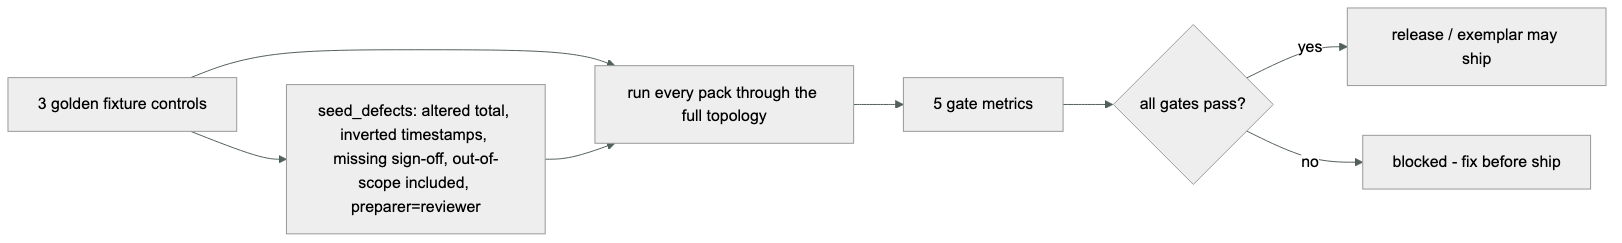 3 golden fixture controls
seed_defects: altered total,
inverted timestamps,
missing sign-off, out-of-
scope included,
preparer=reviewer
run every pack through the
full topology
5 gate metrics
all gates pass?
yes
release / exemplar may
ship
no
blocked - fix before ship